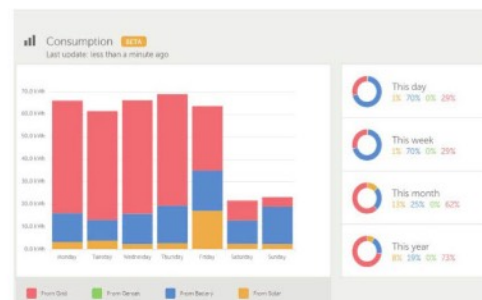 Consumption BETA
Last update: less than a minute ago
70,0 kWh
60,0 kWh
50,0 kWh
40,0 kWh
30,0 kWh
20,0 kWh
10,0 kWh
0,0 kWh
Monday Tuesday Wednesday Thursday Friday Saturday Sunday
From Grid From Genset From Battery From Solar
This day
1% 70% 0% 29%
This week
1% 70% 0% 29%
This month
13% 25% 0% 62%
This year
8% 19% 0% 73%